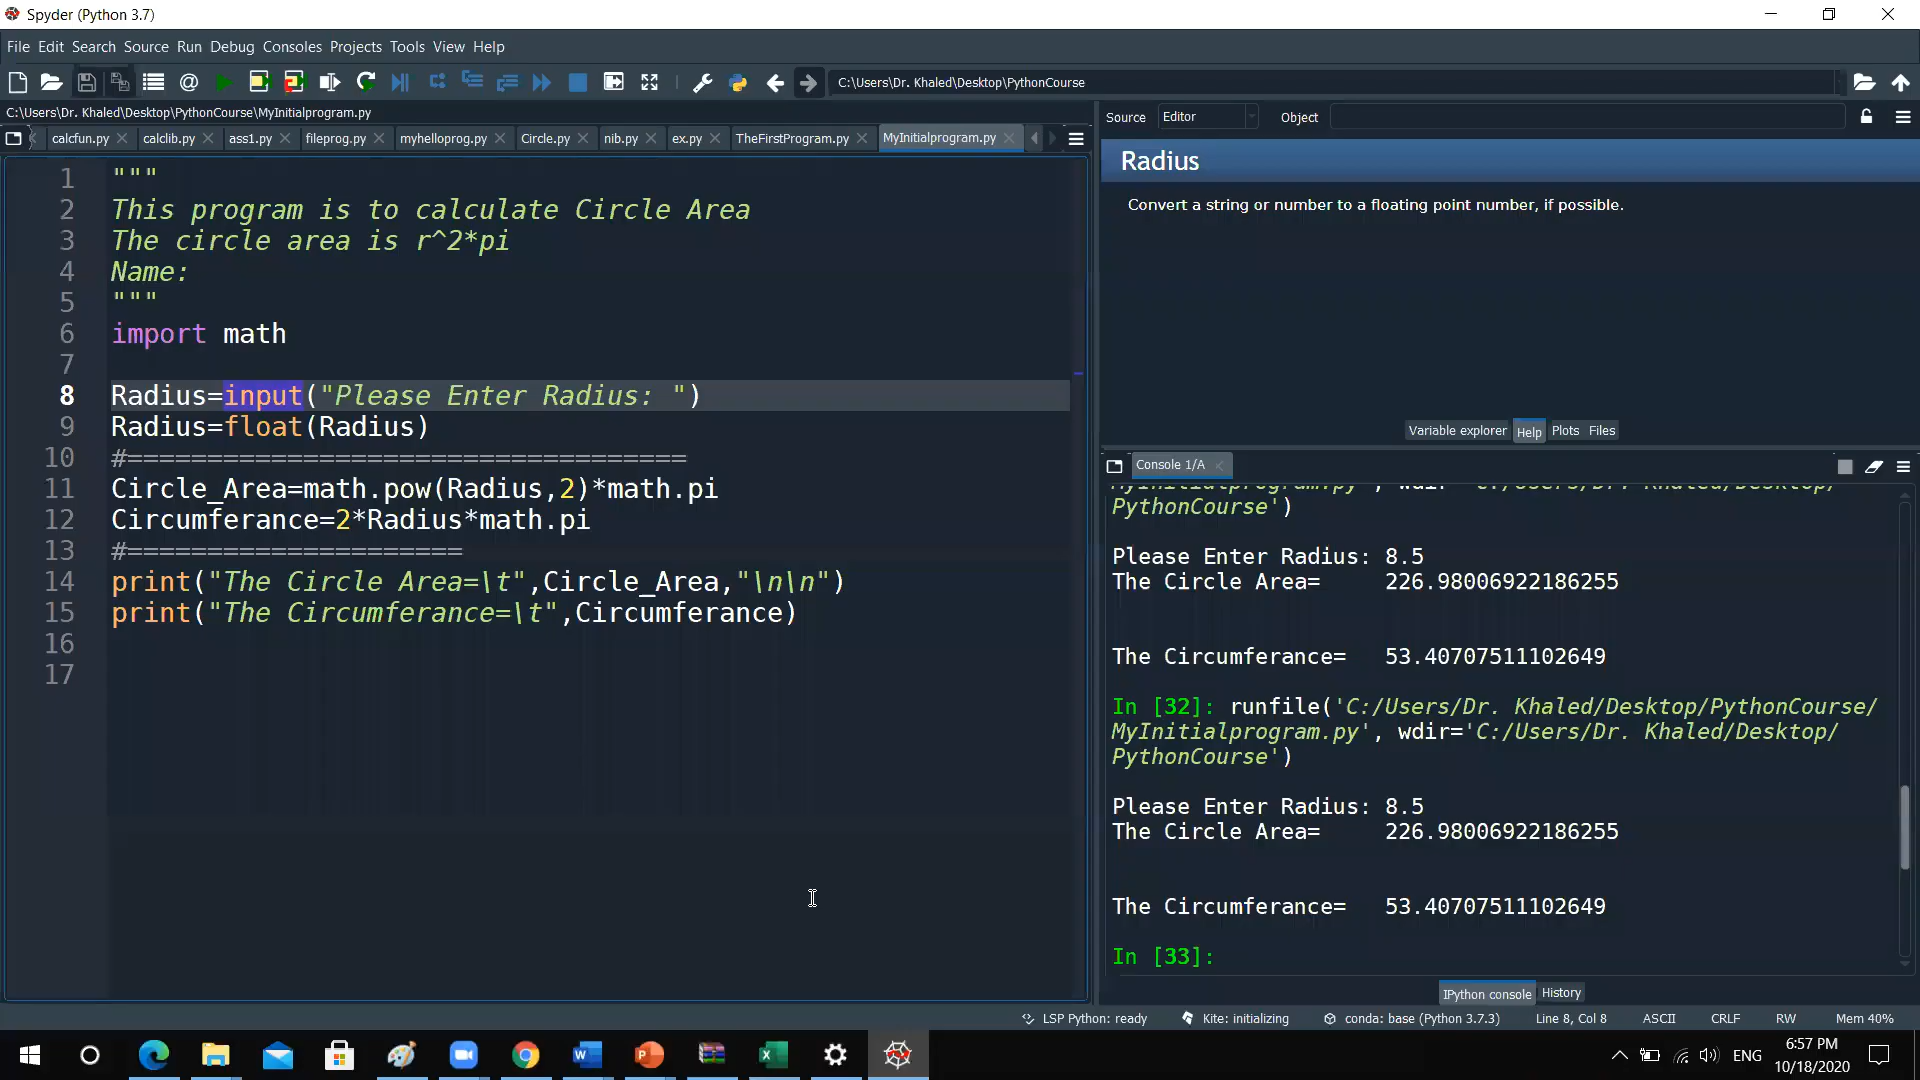 Spyder (Python 3.7)
File Edit Search Source Run Debug Consoles Projects Tools View Help
C:\Users\Dr. Khaled\Desktop\PythonCourse
C:\Users\Dr. Khaled\Desktop\PythonCourse\MyInitialprogram.py
calcfun.py calclib.py ass1.py fileprog.py myhelloprog.py Circle.py nib.py ex.py TheFirstProgram.py MyInitialprogram.py
1 """
2 This program is to calculate Circle Area
3 The circle area is r^2*pi
4 Name:
5 """
6 import math
7
8 Radius=input("Please Enter Radius: ")
9 Radius=float(Radius)
10 #===================================
11 Circle_Area=math.pow(Radius,2)*math.pi
12 Circumferance=2*Radius*math.pi
13 #=====================
14 print("The Circle Area=\t",Circle_Area,"\n\n")
15 print("The Circumferance=\t",Circumferance)
16
17
Source Editor Object
Radius
Convert a string or number to a floating point number, if possible.
Variable explorer Help Plots Files
Console 1/A
MyInitialprogram.py', wdir='C:/Users/Dr. Khaled/Desktop/
PythonCourse')
Please Enter Radius: 8.5
The Circle Area= 226.98006922186255
The Circumferance= 53.40707511102649
In [32]: runfile('C:/Users/Dr. Khaled/Desktop/PythonCourse/
MyInitialprogram.py', wdir='C:/Users/Dr. Khaled/Desktop/
PythonCourse')
Please Enter Radius: 8.5
The Circle Area= 226.98006922186255
The Circumferance= 53.40707511102649
In [33]:
IPython console History
LSP Python: ready Kite: initializing conda: base (Python 3.7.3) Line 8, Col 8 ASCII CRLF RW Mem 40%
ENG
6:57 PM
10/18/2020